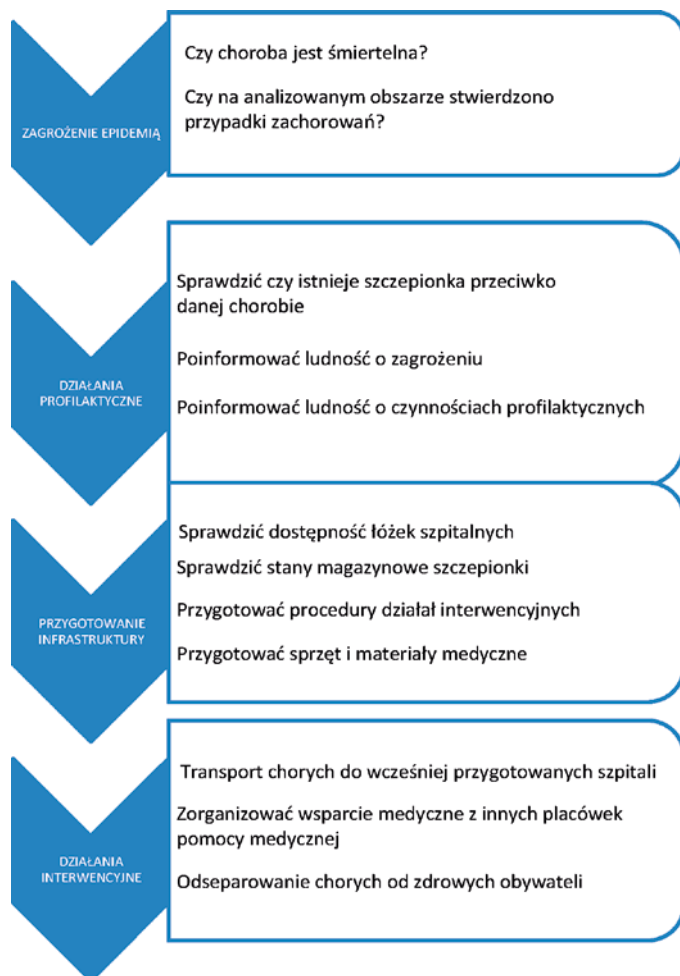 ZAGROŻENIE EPIDEMIĄ
Czy choroba jest śmiertelna?
Czy na analizowanym obszarze stwierdzono
przypadki zachorowań?
DZIAŁANIA
PROFILAKTYCZNE
Sprawdzić czy istnieje szczepionka przeciwko
danej chorobie
Poinformować ludność o zagrożeniu
Poinformować ludność o czynnościach profilaktycznych
PRZYGOTOWANIE
INFRASTRUKTURY
Sprawdzić dostępność łóżek szpitalnych
Sprawdzić stany magazynowe szczepionki
Przygotować procedury działał interwencyjnych
Przygotować sprzęt i materiały medyczne
DZIAŁANIA
INTERWENCYJNE
Transport chorych do wcześniej przygotowanych szpitali
Zorganizować wsparcie medyczne z innych placówek
pomocy medycznej
Odseparowanie chorych od zdrowych obywateli